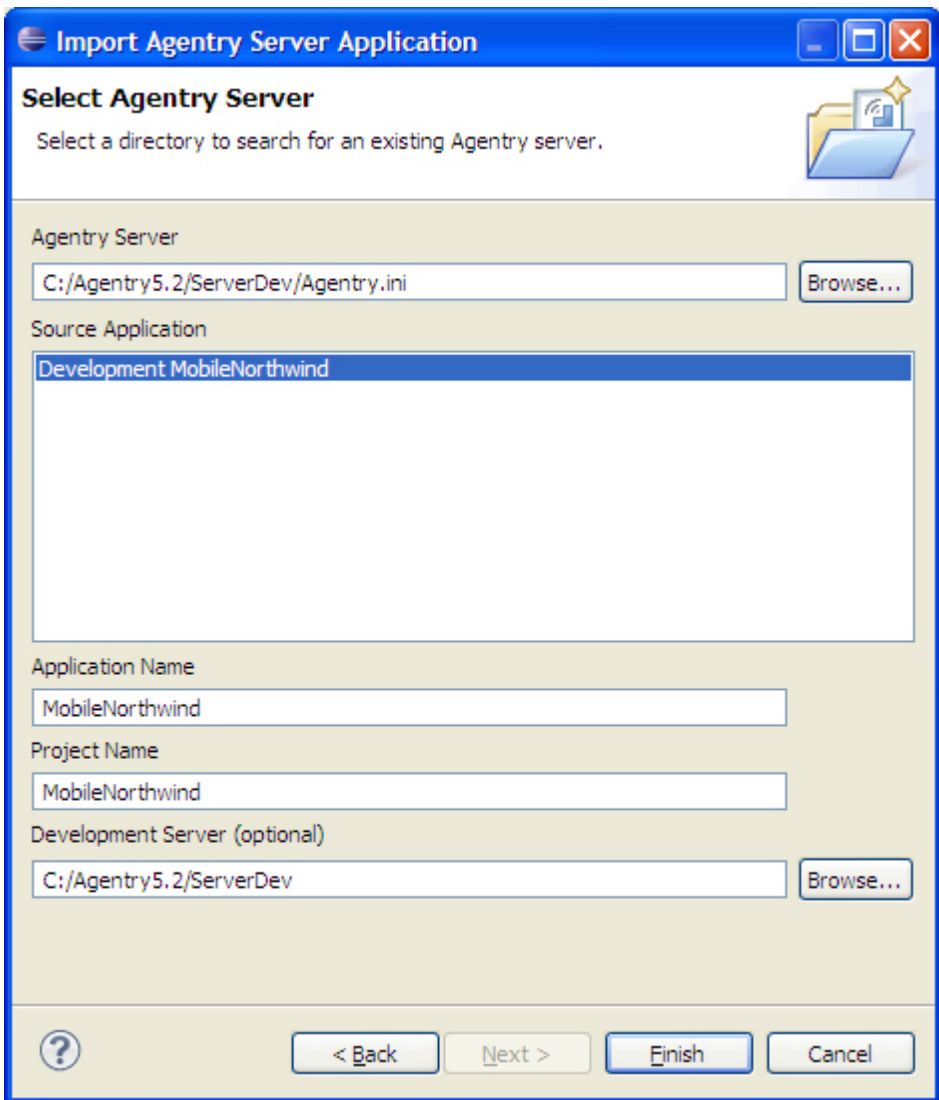 Import Agentry Server Application
Select Agentry Server
Select a directory to search for an existing Agentry server.
Agentry Server
C:/Agentry5.2/ServerDev/Agentry.ini
Browse...
Source Application
Development MobileNorthwind
Application Name
MobileNorthwind
Project Name
MobileNorthwind
Development Server (optional)
C:/Agentry5.2/ServerDev
Browse...
? < Back Next > Finish Cancel